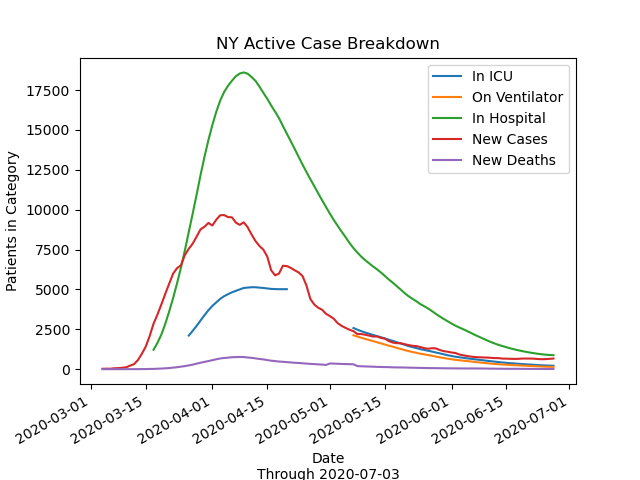 NY Active Case Breakdown
In ICU
On Ventilator
In Hospital
New Cases
New Deaths
Patients in Category
17500
15000
12500
10000
7500
5000
2500
0
2020-03-01
2020-03-15
2020-04-01
2020-04-15
2020-05-01
2020-05-15
2020-06-01
2020-06-15
2020-07-01
Date
Through 2020-07-03